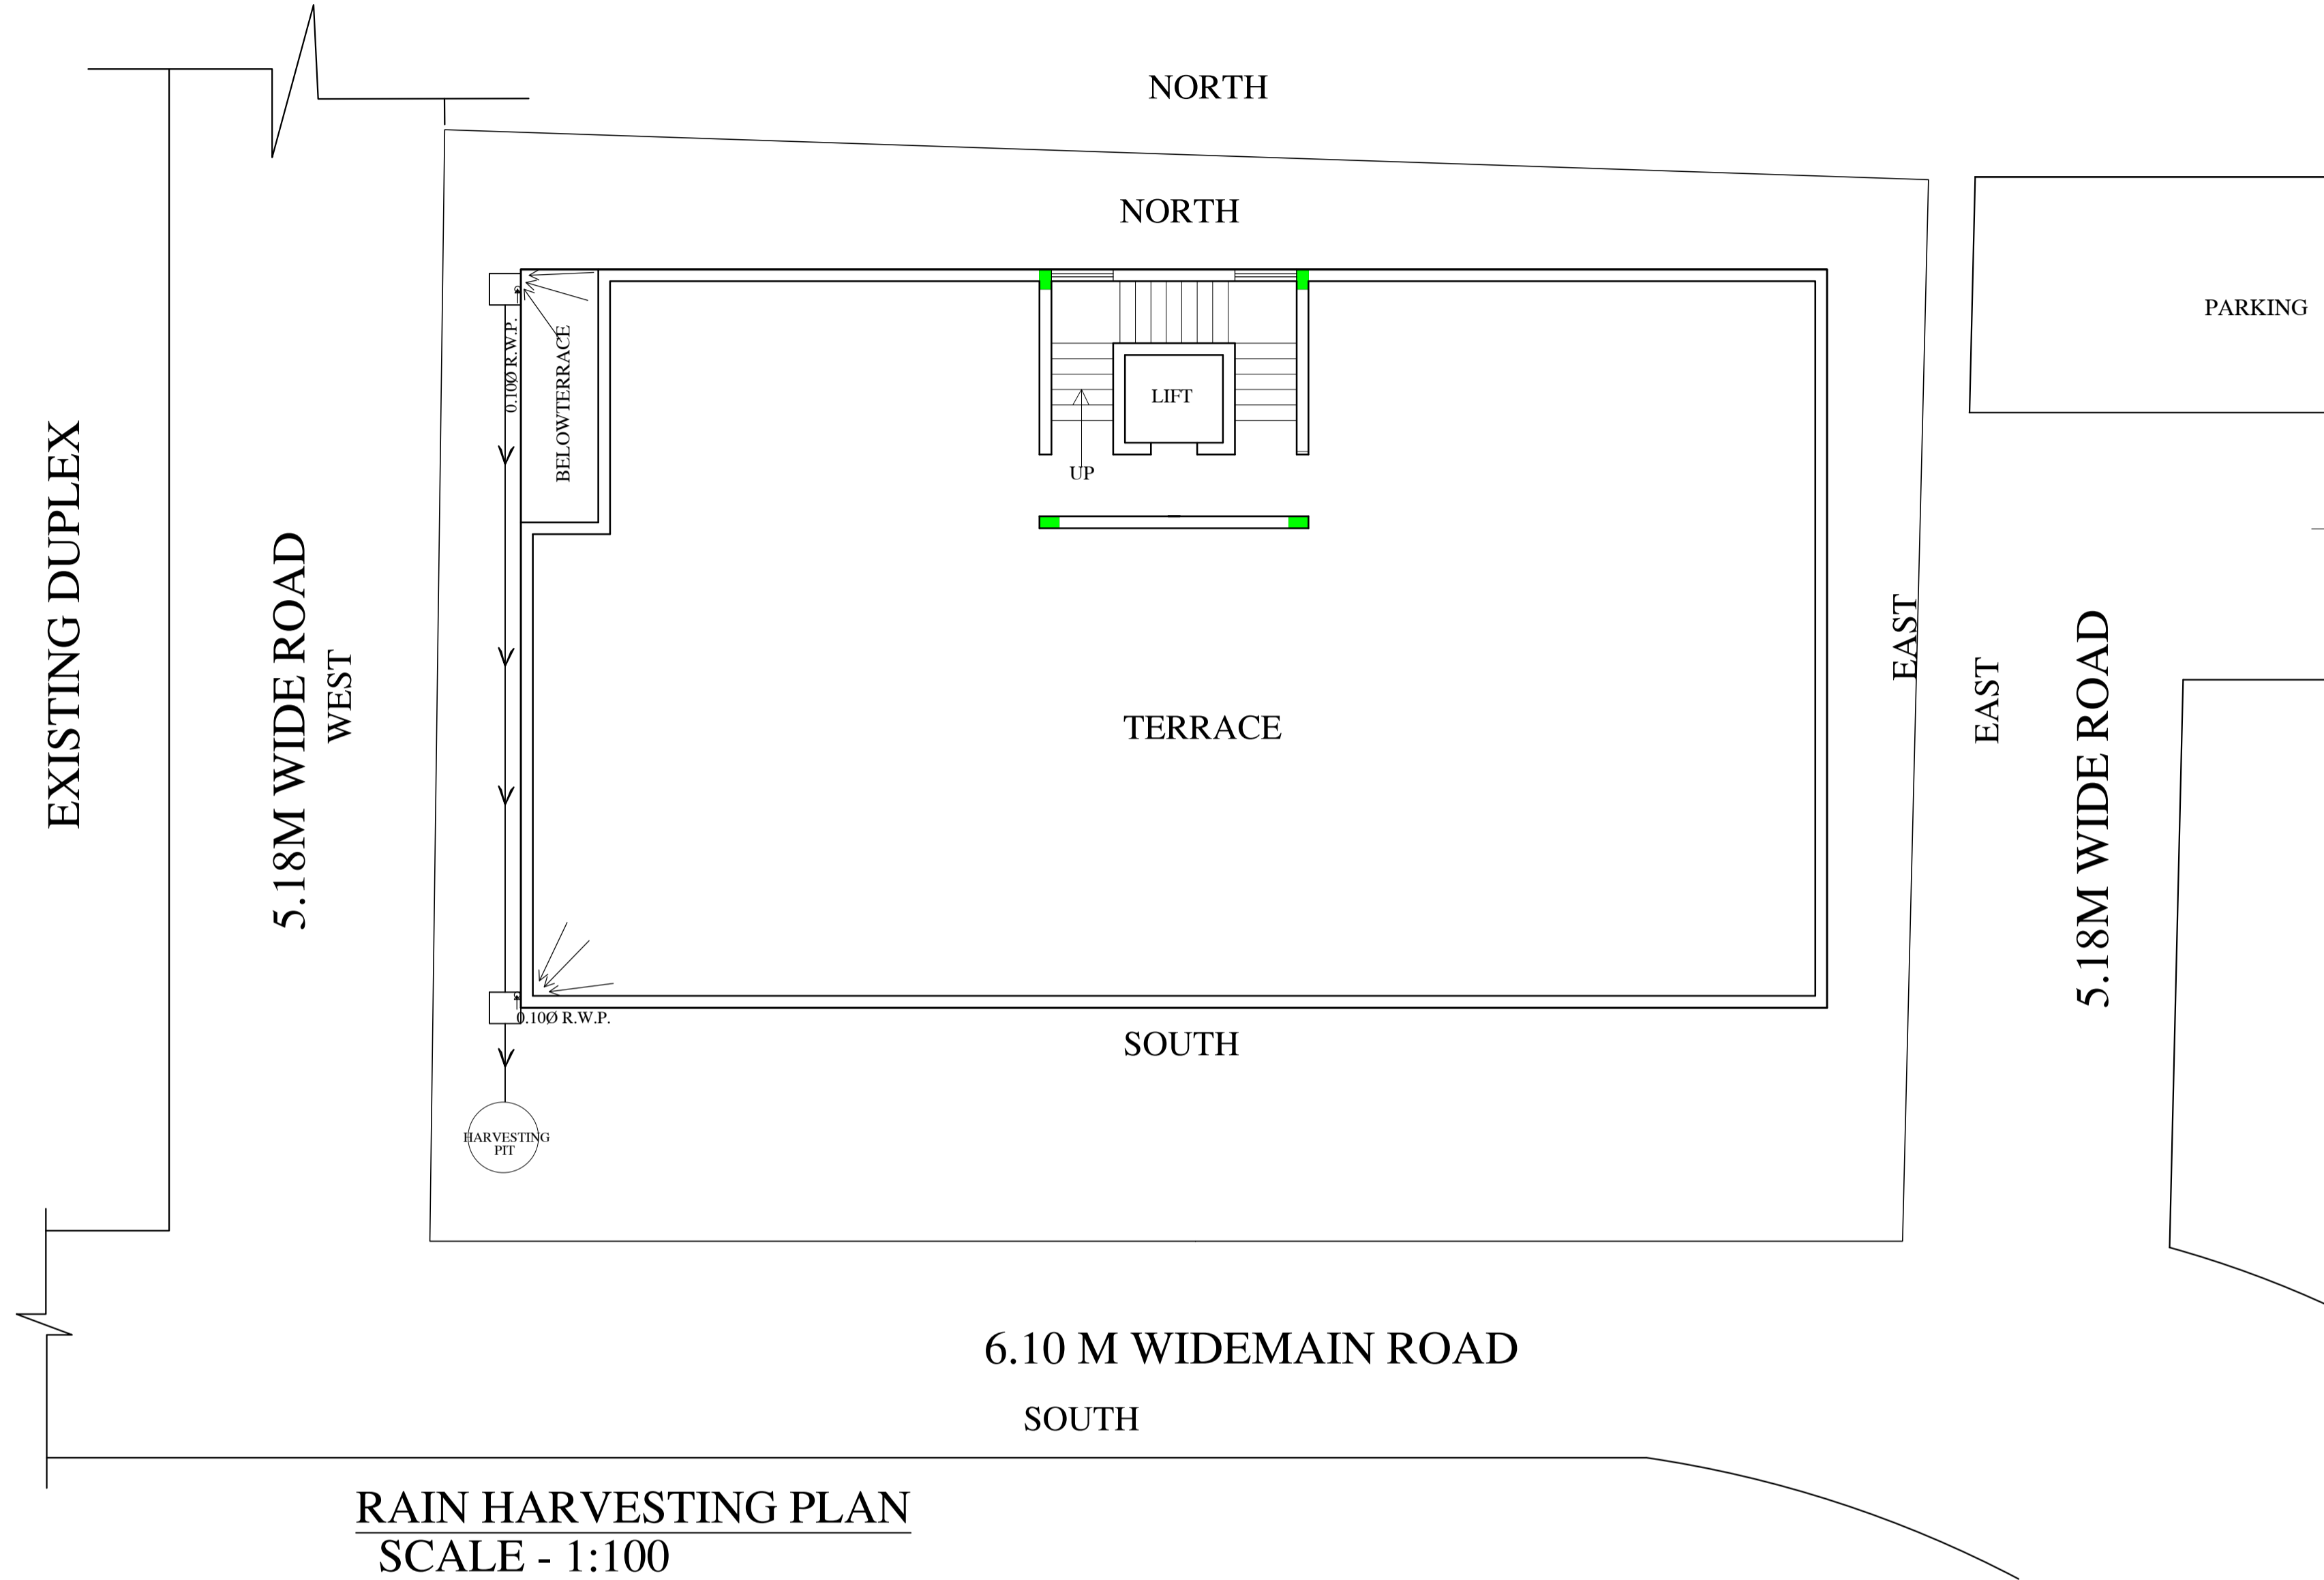 NORTH
NORTH
PARKING
0.10Ø R.W.P.
BELOWTERRACE
LIFT
UP
EXISTING DUPLEX
5.18M WIDE ROAD
WEST
TERRACE
EAST
EAST
5.18M WIDE ROAD
0.10Ø R.W.P.
SOUTH
HARVESTING
PIT
6.10 M WIDEMAIN ROAD
SOUTH
RAIN HARVESTING PLAN
SCALE - 1:100